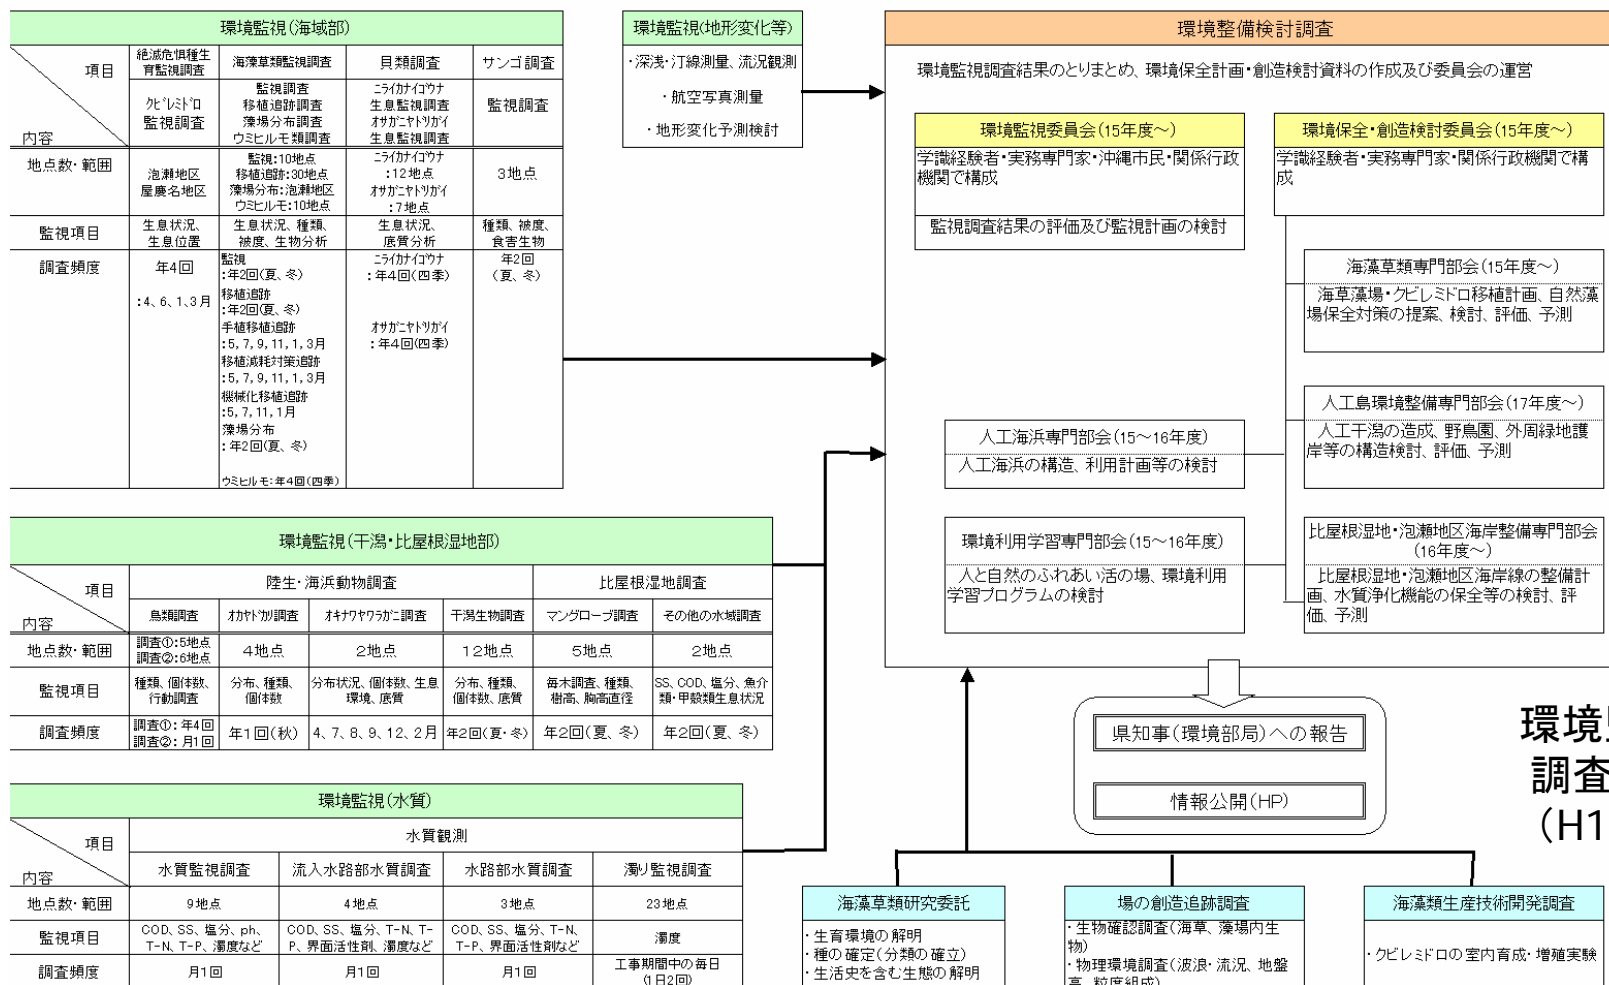 環境監視(海域部)
項目
内容
絶滅危惧種生
育監視調査
海藻草類監視調査
貝類調査
サンゴ調査
クビレミドロ
監視調査
監視調査
移植追跡調査
藻場分布調査
ウミヒルモ類調査
ニライカナイゴウナ
生息監視調査
オサガニヤドリガイ
生息監視調査
監視調査
地点数・範囲
泡瀬地区
屋慶名地区
監視:10地点
移植追跡:30地点
藻場分布:泡瀬地区
ウミヒルモ:10地点
ニライカナイゴウナ
:12地点
オサガニヤドリガイ
:7地点
3地点
監視項目
生息状況、
生息位置
生息状況、種類、
被度、生物分析
生息状況、
底質分析
種類、被度、
食害生物
調査頻度
年4回
:4、6、1、3月
監視
:年2回(夏、冬)
移植追跡
:年2回(夏、冬)
手植移植追跡
:5,7,9,11,1,3月
移植減耗対策追跡
:5,7,9,11,1,3月
機械化移植追跡
:5,7,11,1月
藻場分布
:年2回(夏、冬)
ウミヒルモ:年4回(四季)
ニライカナイゴウナ
:年4回(四季)
オサガニヤドリガイ
:年4回(四季)
年2回
(夏、冬)
環境監視(地形変化等)
・深浅・汀線測量、流況観測
・航空写真測量
・地形変化予測検討
環境整備検討調査
環境監視調査結果のとりまとめ、環境保全計画・創造検討資料の作成及び委員会の運営
環境監視委員会(15年度～)
学識経験者・実務専門家・沖縄市民・関係行政
機関で構成
監視調査結果の評価及び監視計画の検討
環境保全・創造検討委員会(15年度～)
学識経験者・実務専門家・関係行政機関で構
成
海藻草類専門部会(15年度～)
海草藻場・クビレミドロ移植計画、自然藻
場保全対策の提案、検討、評価、予測
人工島環境整備専門部会(17年度～)
人工干潟の造成、野鳥園、外周緑地護
岸等の構造検討、評価、予測
人工海浜専門部会(15～16年度)
人工海浜の構造、利用計画等の検討
環境利用学習専門部会(15～16年度)
人と自然のふれあい活の場、環境利用
学習プログラムの検討
比屋根湿地・泡瀬地区海岸整備専門部会
(16年度～)
比屋根湿地・泡瀬地区海岸線の整備計
画、水質浄化機能の保全等の検討、評
価、予測
環境監視(干潟・比屋根湿地部)
項目
内容
陸生・海浜動物調査
比屋根湿地調査
鳥類調査
オカヤドカリ調査
オキナワヤワラガニ調査
干潟生物調査
マングローブ調査
その他の水域調査
地点数・範囲
調査①:5地点
調査②:6地点
4地点
2地点
12地点
5地点
2地点
監視項目
種類、個体数、
行動調査
分布、種類、
個体数
分布状況、個体数、生息
環境、底質
分布、種類、
個体数、底質
毎木調査、種類、
樹高、胸高直径
SS、COD、塩分、魚介
類・甲殻類生息状況
調査頻度
調査①:年4回
調査②:月1回
年1回(秋)
4、7、8、9、12、2月
年2回(夏・冬)
年2回(夏、冬)
年2回(夏、冬)
県知事(環境部局)への報告
情報公開(HP)
環境
調査
(H1
環境監視(水質)
項目
内容
水質観測
水質監視調査
流入水路部水質調査
水路部水質調査
濁り監視調査
地点数・範囲
9地点
4地点
3地点
23地点
監視項目
COD、SS、塩分、ph、
T-N、T-P、濁度など
COD、SS、塩分、T-N、T-
P、界面活性剤、濁度など
COD、SS、塩分、T-N、
T-P、界面活性剤など
濁度
調査頻度
月1回
月1回
月1回
工事期間中の毎日
(1日2回)
海藻草類研究委託
・生育環境の解明
・種の確定(分類の確立)
・生活史を含む生態の解明
場の創造追跡調査
・生物確認調査(海草、藻場内生
物)
・物理環境調査(波浪・流況、地盤
高、粒度組成)
海藻類生産技術開発調査
・クビレミドロの室内育成・増殖実験